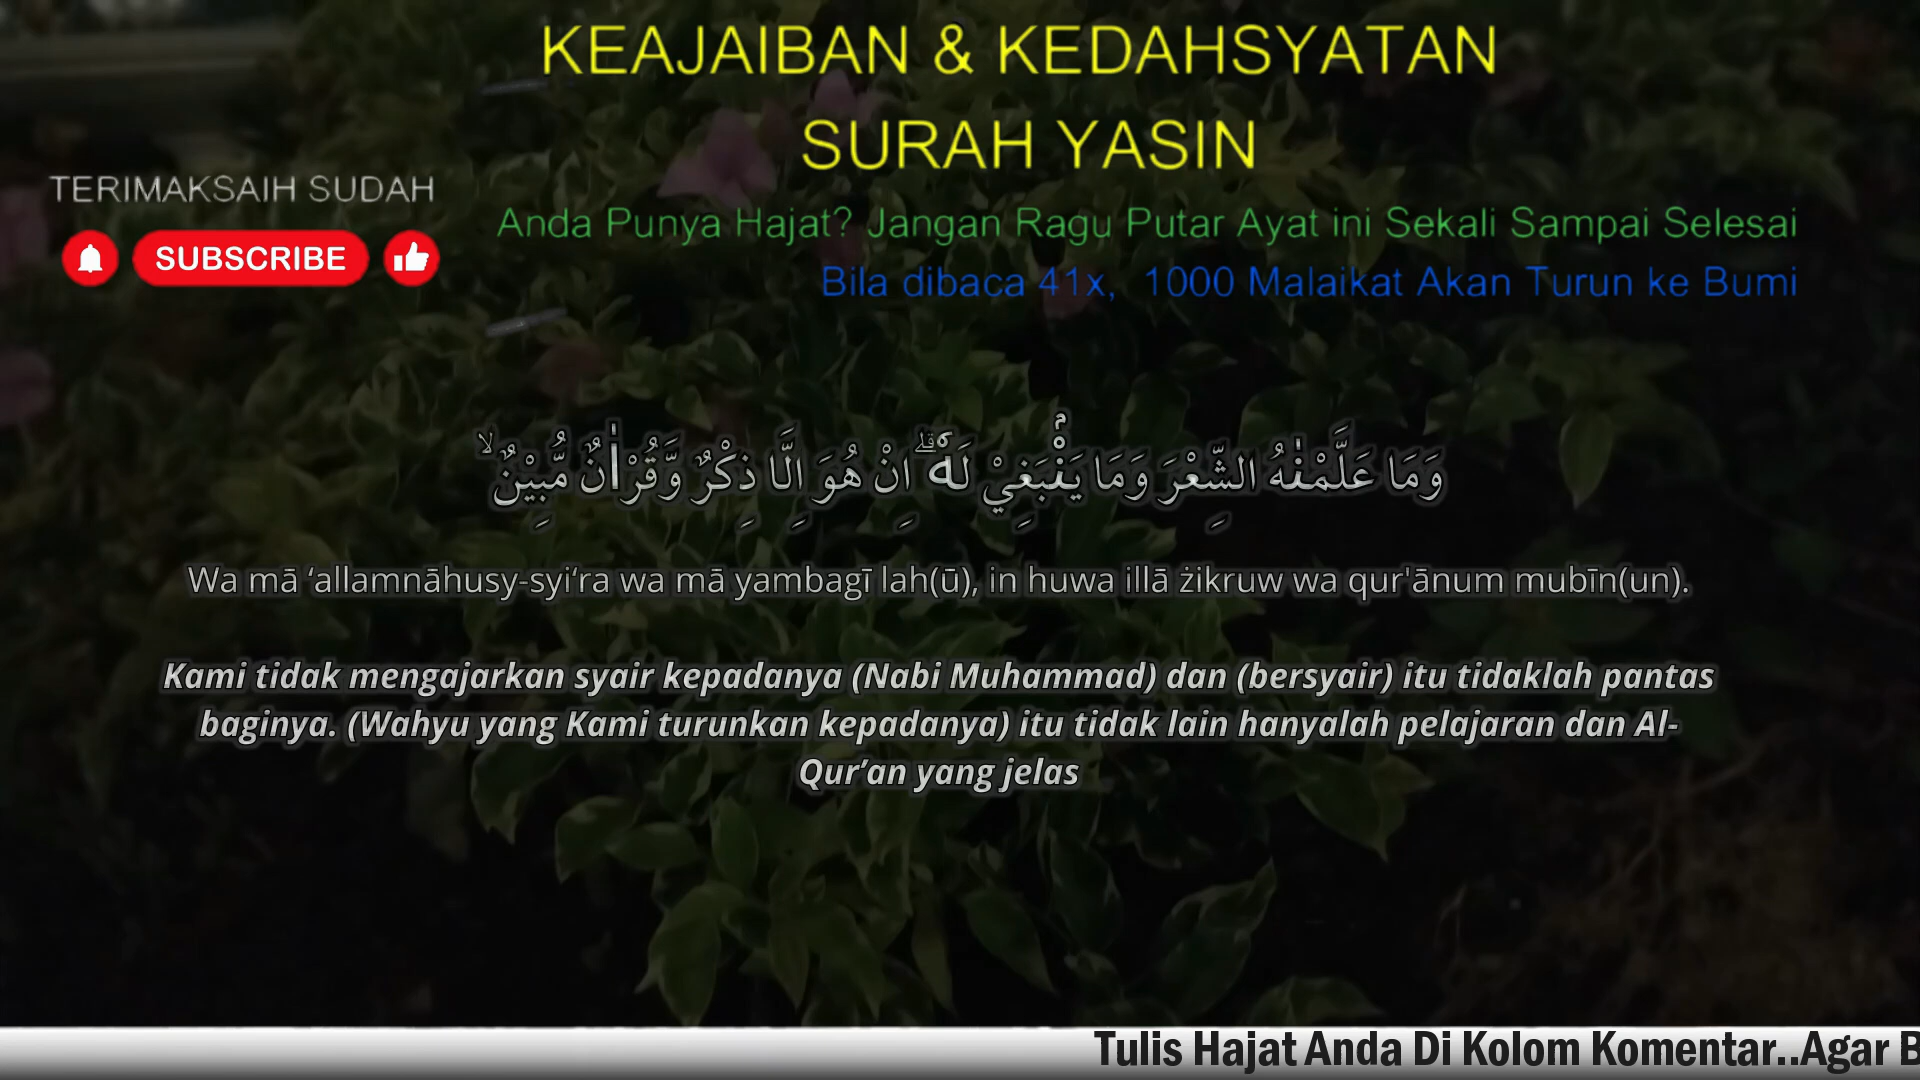 KEAJAIBAN & KEDAHSYATAN
SURAH YASIN
TERIMAKSAIH SUDAH
SUBSCRIBE
Anda Punya Hajat? Jangan Ragu Putar Ayat ini Sekali Sampai Selesai
Bila dibaca 41x, 1000 Malaikat Akan Turun ke Bumi
وَمَا عَلَّمْنٰهُ الشِّعْرَ وَمَا يَنْۢبَغِيْ لَهٗ ۗاِنْ هُوَ اِلَّا ذِكْرٌ وَّقُرْاٰنٌ مُّبِيْنٌ ۙ
Wa mā ‘allamnāhusy-syi‘ra wa mā yambagī lah(ū), in huwa illā żikruw wa qur'ānum mubīn(un).
Kami tidak mengajarkan syair kepadanya (Nabi Muhammad) dan (bersyair) itu tidaklah pantas
baginya. (Wahyu yang Kami turunkan kepadanya) itu tidak lain hanyalah pelajaran dan Al-
Qur’an yang jelas
Tulis Hajat Anda Di Kolom Komentar..Agar B